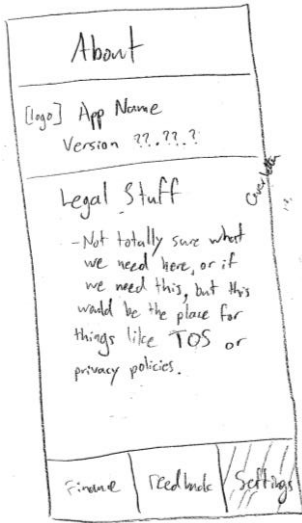 About
[logo] App Name
Version ??.??.?
Legal Stuff
-Not totally sure what
we need here, or if
we need this, but this
would be the place for
things like TOS or
privacy policies.
Finance
Feedback
Settings